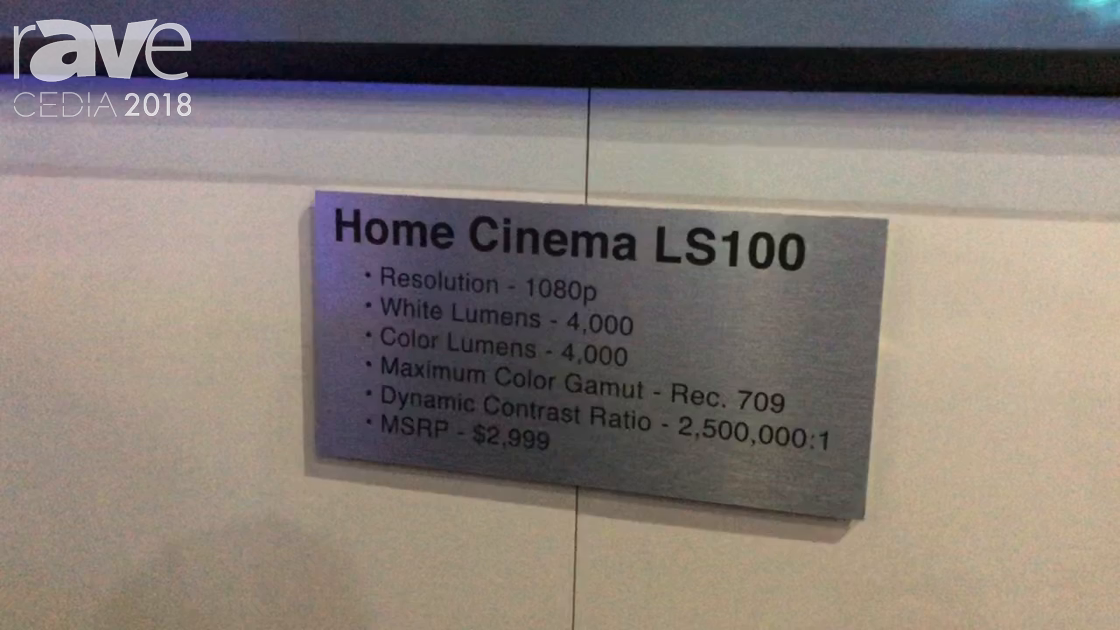 rAVe
CEDIA 2018
Home Cinema LS100
• Resolution - 1080p
• White Lumens - 4,000
• Color Lumens - 4,000
• Maximum Color Gamut - Rec. 709
• Dynamic Contrast Ratio - 2,500,000:1
• MSRP - $2,999